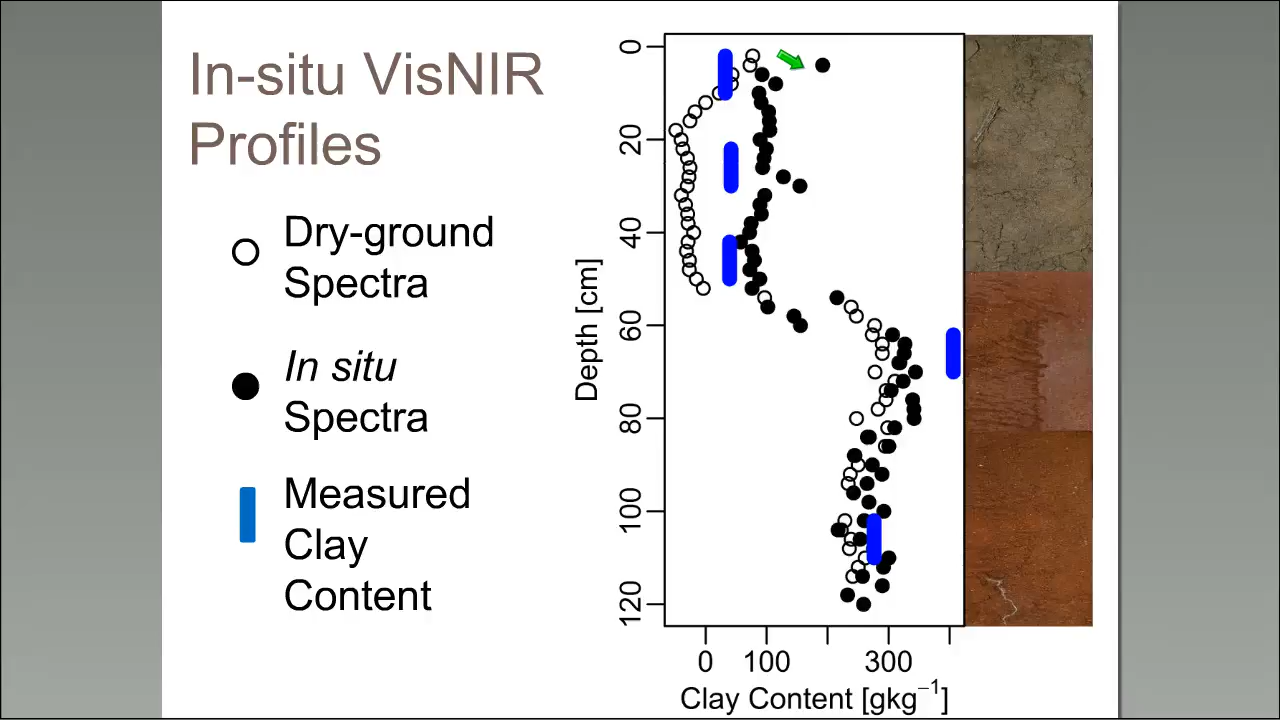 In-situ VisNIR
Profiles
Dry-ground
Spectra
In situ
Spectra
Measured
Clay
Content
Depth [cm]
0
20
40
60
80
100
120
0 100 300
Clay Content [gkg⁻¹]